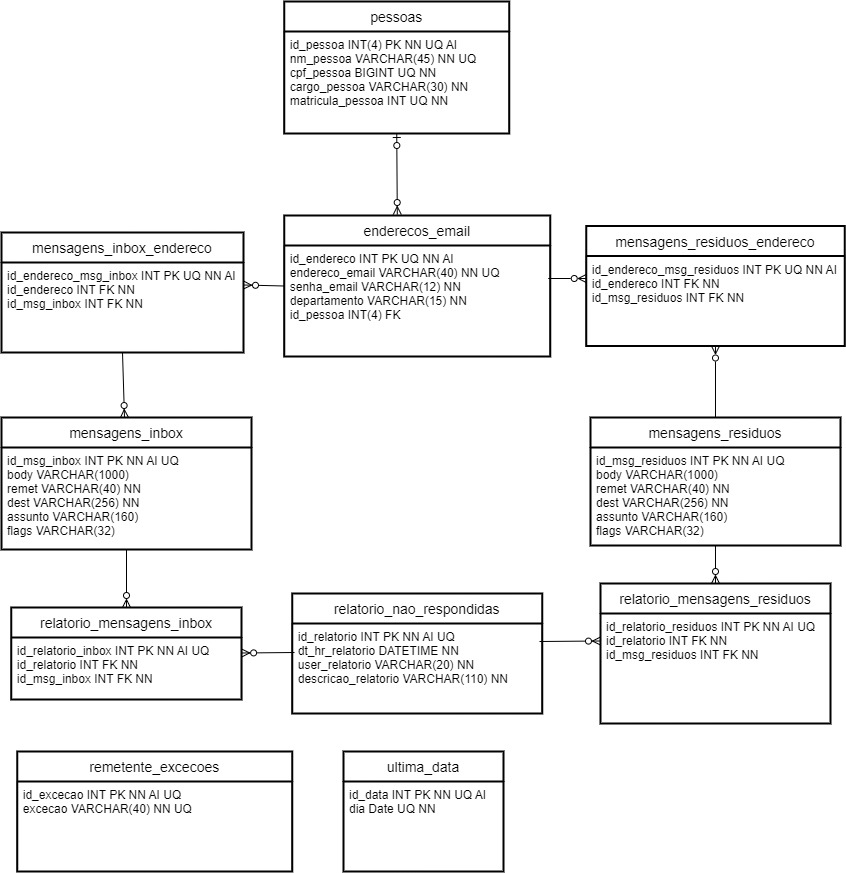 pessoas
id_pessoa INT(4) PK NN UQ AI
nm_pessoa VARCHAR(45) NN UQ
cpf_pessoa BIGINT UQ NN
cargo_pessoa VARCHAR(30) NN
matricula_pessoa INT UQ NN
mensagens_inbox_endereco
id_endereco_msg_inbox INT PK UQ NN AI
id_endereco INT FK NN
id_msg_inbox INT FK NN
enderecos_email
id_endereco INT PK UQ NN AI
endereco_email VARCHAR(40) NN UQ
senha_email VARCHAR(12) NN
departamento VARCHAR(15) NN
id_pessoa INT(4) FK
mensagens_residuos_endereco
id_endereco_msg_residuos INT PK UQ NN AI
id_endereco INT FK NN
id_msg_residuos INT FK NN
mensagens_inbox
id_msg_inbox INT PK NN AI UQ
body VARCHAR(1000)
remet VARCHAR(40) NN
dest VARCHAR(256) NN
assunto VARCHAR(160)
flags VARCHAR(32)
mensagens_residuos
id_msg_residuos INT PK NN AI UQ
body VARCHAR(1000)
remet VARCHAR(40) NN
dest VARCHAR(256) NN
assunto VARCHAR(160)
flags VARCHAR(32)
relatorio_mensagens_inbox
id_relatorio_inbox INT PK NN AI UQ
id_relatorio INT FK NN
id_msg_inbox INT FK NN
relatorio_nao_respondidas
id_relatorio INT PK NN AI UQ
dt_hr_relatorio DATETIME NN
user_relatorio VARCHAR(20) NN
descricao_relatorio VARCHAR(110) NN
relatorio_mensagens_residuos
id_relatorio_residuos INT PK NN AI UQ
id_relatorio INT FK NN
id_msg_residuos INT FK NN
remetente_excecoes
id_excecao INT PK NN AI UQ
excecao VARCHAR(40) NN UQ
ultima_data
id_data INT PK NN UQ AI
dia Date UQ NN